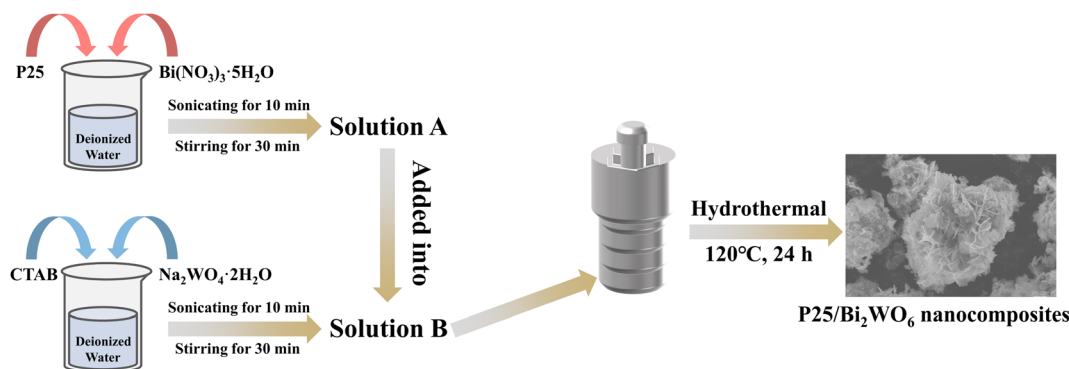 P25
Bi(NO₃)₃·5H₂O
Deionized
Water
Sonicating for 10 min
Stirring for 30 min
Solution A
Added into
CTAB
Na₂WO₄·2H₂O
Deionized
Water
Sonicating for 10 min
Stirring for 30 min
Solution B
Hydrothermal
120℃, 24 h
P25/Bi₂WO₆ nanocomposites